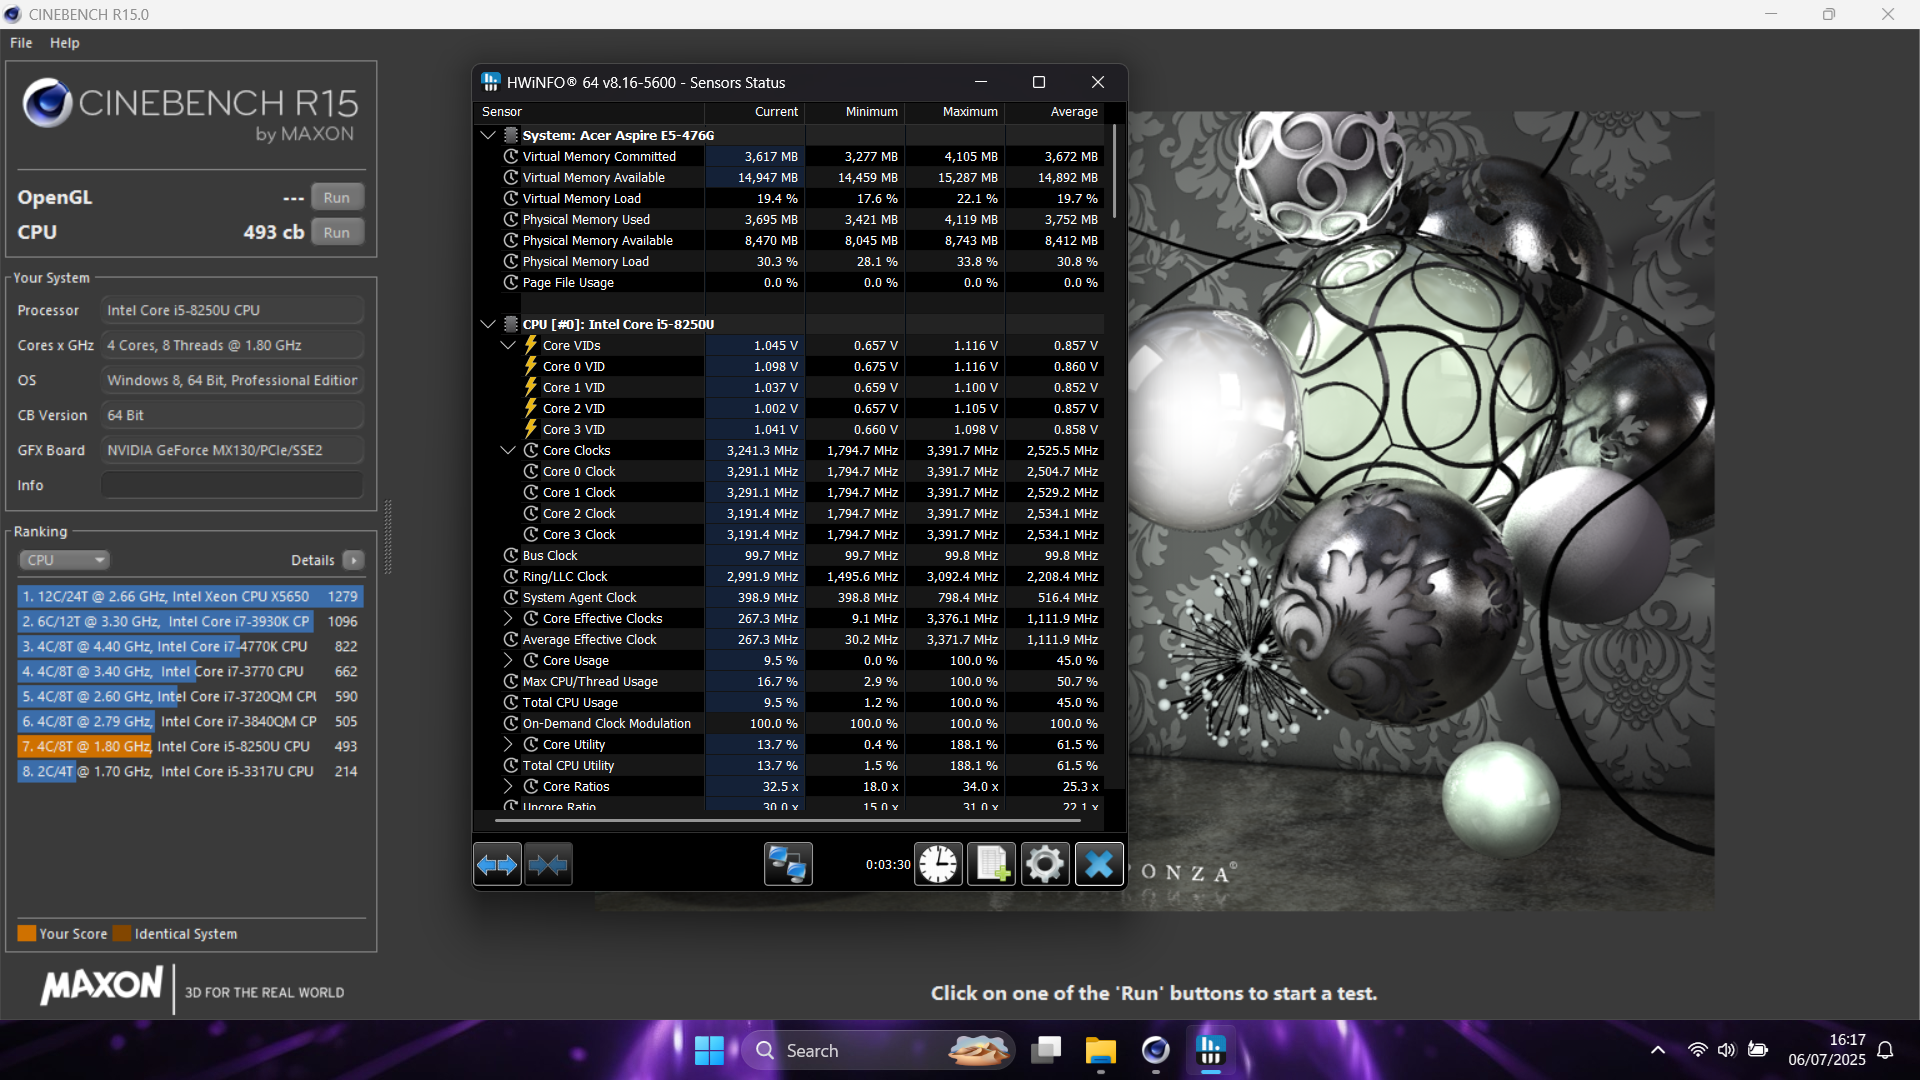 CINEBENCH R15.0
File Help
CINEBENCH R15
by MAXON
OpenGL --- Run
CPU 493 cb Run
Your System
Processor Intel Core i5-8250U CPU
Cores x GHz 4 Cores, 8 Threads @ 1.80 GHz
OS Windows 8, 64 Bit, Professional Edition
CB Version 64 Bit
GFX Board NVIDIA GeForce MX130/PCIe/SSE2
Info
Ranking
CPU Details
1. 12C/24T @ 2.66 GHz, Intel Xeon CPU X5650 1279
2. 6C/12T @ 3.30 GHz, Intel Core i7-3930K CP 1096
3. 4C/8T @ 4.40 GHz, Intel Core i7-4770K CPU 822
4. 4C/8T @ 3.40 GHz, Intel Core i7-3770 CPU 662
5. 4C/8T @ 2.60 GHz, Intel Core i7-3720QM CPU 590
6. 4C/8T @ 2.79 GHz, Intel Core i7-3840QM CP 505
7. 4C/8T @ 1.80 GHz, Intel Core i5-8250U CPU 493
8. 2C/4T @ 1.70 GHz, Intel Core i5-3317U CPU 214
Your Score Identical System
MAXON 3D FOR THE REAL WORLD
HWiNFO® 64 v8.16-5600 - Sensors Status
Sensor Current Minimum Maximum Average
System: Acer Aspire E5-476G
Virtual Memory Committed 3,617 MB 3,277 MB 4,105 MB 3,672 MB
Virtual Memory Available 14,947 MB 14,459 MB 15,287 MB 14,892 MB
Virtual Memory Load 19.4 % 17.6 % 22.1 % 19.7 %
Physical Memory Used 3,695 MB 3,421 MB 4,119 MB 3,752 MB
Physical Memory Available 8,470 MB 8,045 MB 8,743 MB 8,412 MB
Physical Memory Load 30.3 % 28.1 % 33.8 % 30.8 %
Page File Usage 0.0 % 0.0 % 0.0 % 0.0 %
CPU [#0]: Intel Core i5-8250U
Core VIDs 1.045 V 0.657 V 1.116 V 0.857 V
Core 0 VID 1.098 V 0.675 V 1.116 V 0.860 V
Core 1 VID 1.037 V 0.659 V 1.100 V 0.852 V
Core 2 VID 1.002 V 0.657 V 1.105 V 0.857 V
Core 3 VID 1.041 V 0.660 V 1.098 V 0.858 V
Core Clocks 3,241.3 MHz 1,794.7 MHz 3,391.7 MHz 2,525.5 MHz
Core 0 Clock 3,291.1 MHz 1,794.7 MHz 3,391.7 MHz 2,504.7 MHz
Core 1 Clock 3,291.1 MHz 1,794.7 MHz 3,391.7 MHz 2,529.2 MHz
Core 2 Clock 3,191.4 MHz 1,794.7 MHz 3,391.7 MHz 2,534.1 MHz
Core 3 Clock 3,191.4 MHz 1,794.7 MHz 3,391.7 MHz 2,534.1 MHz
Bus Clock 99.7 MHz 99.7 MHz 99.8 MHz 99.8 MHz
Ring/LLC Clock 2,991.9 MHz 1,495.6 MHz 3,092.4 MHz 2,208.4 MHz
System Agent Clock 398.9 MHz 398.8 MHz 798.4 MHz 516.4 MHz
Core Effective Clocks 267.3 MHz 9.1 MHz 3,376.1 MHz 1,111.9 MHz
Average Effective Clock 267.3 MHz 30.2 MHz 3,371.7 MHz 1,111.9 MHz
Core Usage 9.5 % 0.0 % 100.0 % 45.0 %
Max CPU/Thread Usage 16.7 % 2.9 % 100.0 % 50.7 %
Total CPU Usage 9.5 % 1.2 % 100.0 % 45.0 %
On-Demand Clock Modulation 100.0 % 100.0 % 100.0 % 100.0 %
Core Utility 13.7 % 0.4 % 188.1 % 61.5 %
Total CPU Utility 13.7 % 1.5 % 188.1 % 61.5 %
Core Ratios 32.5 x 18.0 x 34.0 x 25.3 x
Uncore Ratio 30.0 x 15.0 x 31.0 x 22.1 x
0:03:30
ONZA®
Click on one of the 'Run' buttons to start a test.
Search
16:17
06/07/2025